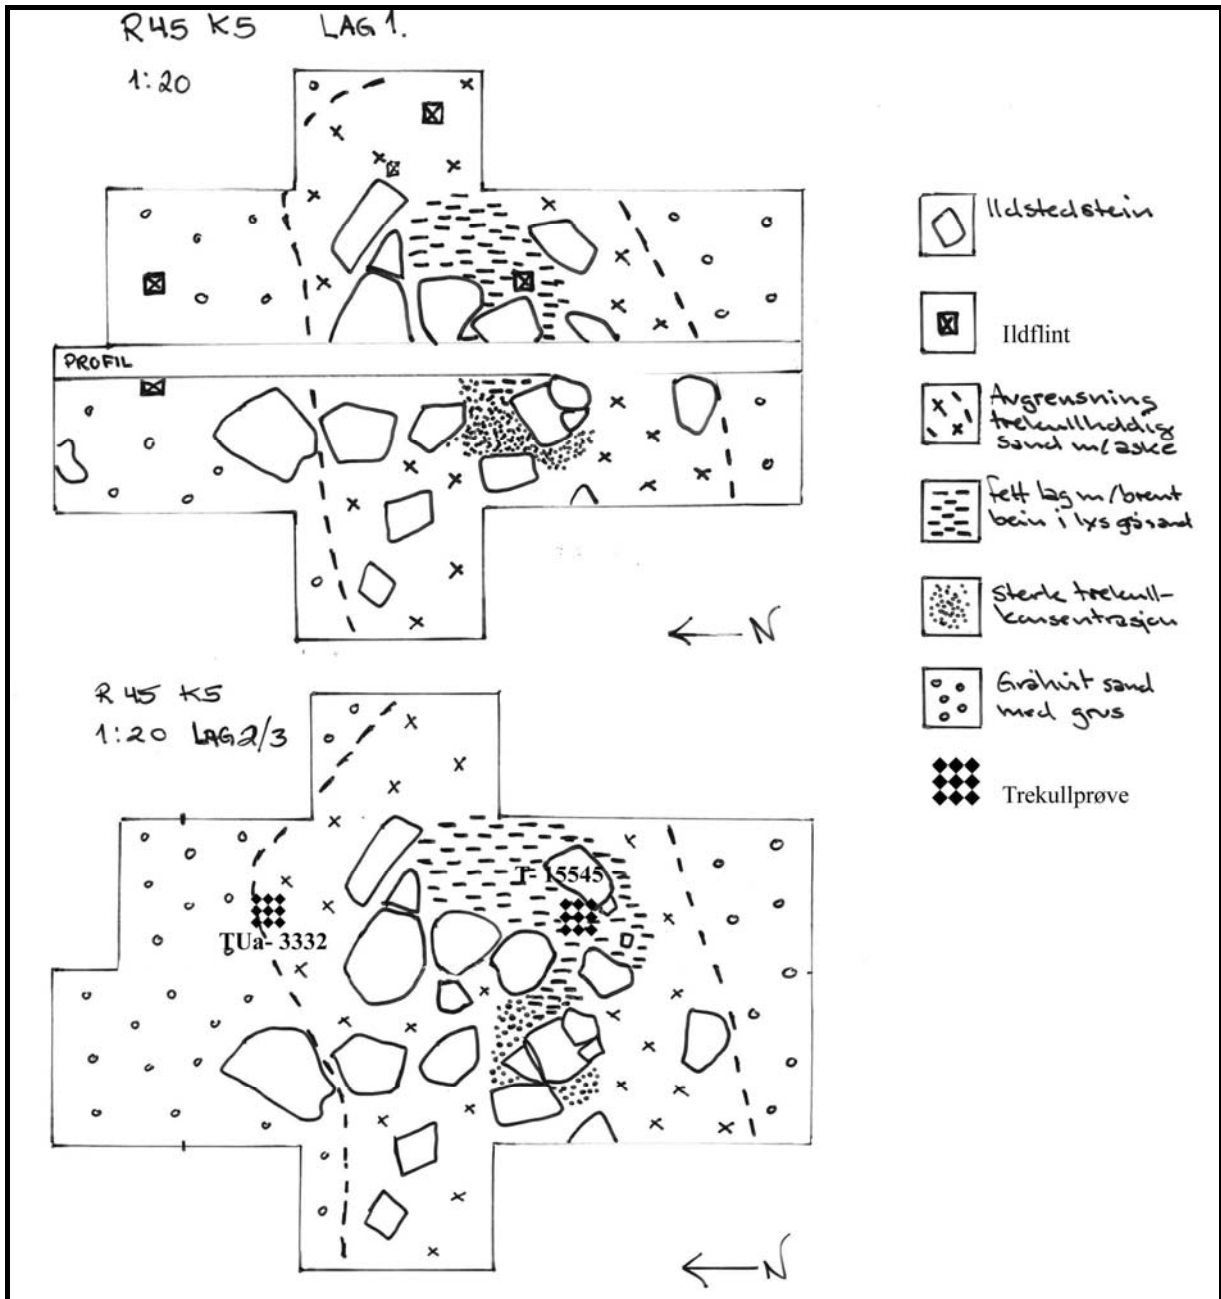 R45 K5 LAG 1.
1:20
PROFIL
N
Ildstedstein
Ildflint
Avgrensning
trekullholdig
sand m/aske
Fett lag m/brent
bein i lys gåsand
Sterk trekull-
konsentrasjon
Gråhvit sand
med grus
Trekullprøve
R 45 K5
1:20 LAG 2/3
T- 15545
TUa- 3332
N